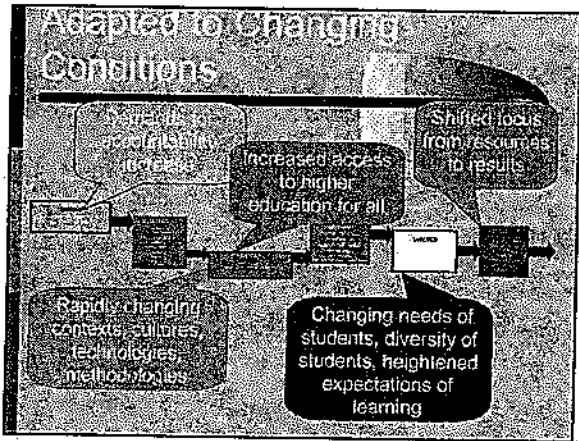 Adapted to Changing
Conditions
Demands to
accountability
increase
Increased access
to higher
education for all
Shifted focus
from resources
to results
Rapidly changing
contexts, cultures,
technologies,
methodologies
Changing needs of
students, diversity of
students, heightened
expectations of
learning